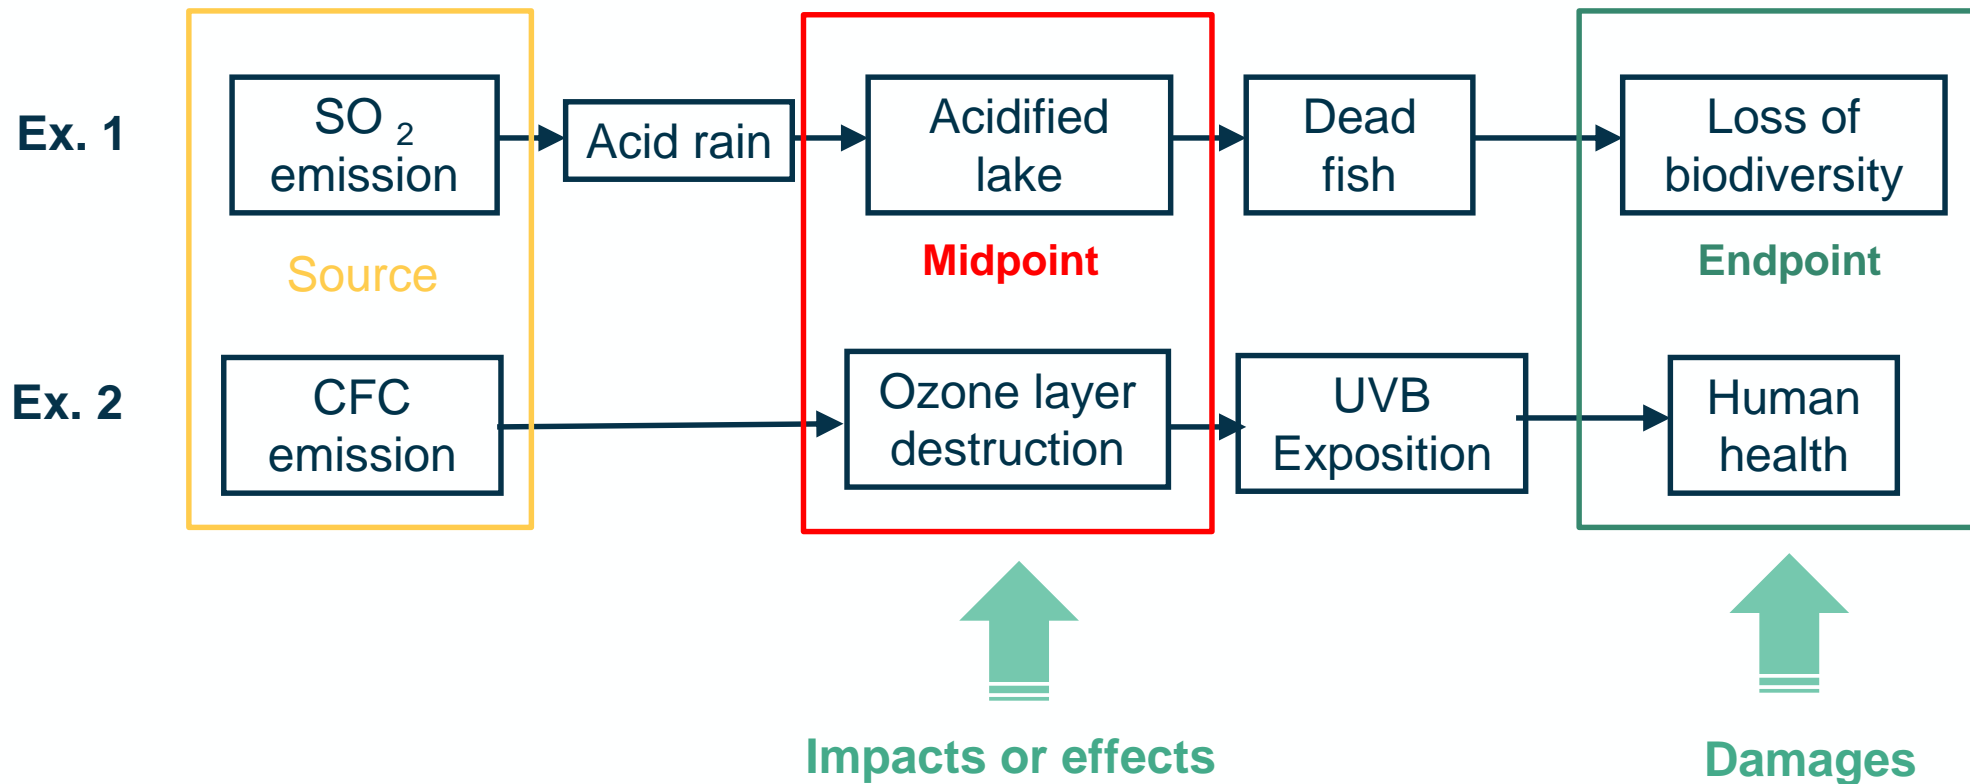 Ex. 1
SO 2
emission
Acid rain
Acidified
lake
Dead
fish
Loss of
biodiversity
Source
Midpoint
Endpoint
Ex. 2
CFC
emission
Ozone layer
destruction
UVB
Exposition
Human
health
Impacts or effects
Damages